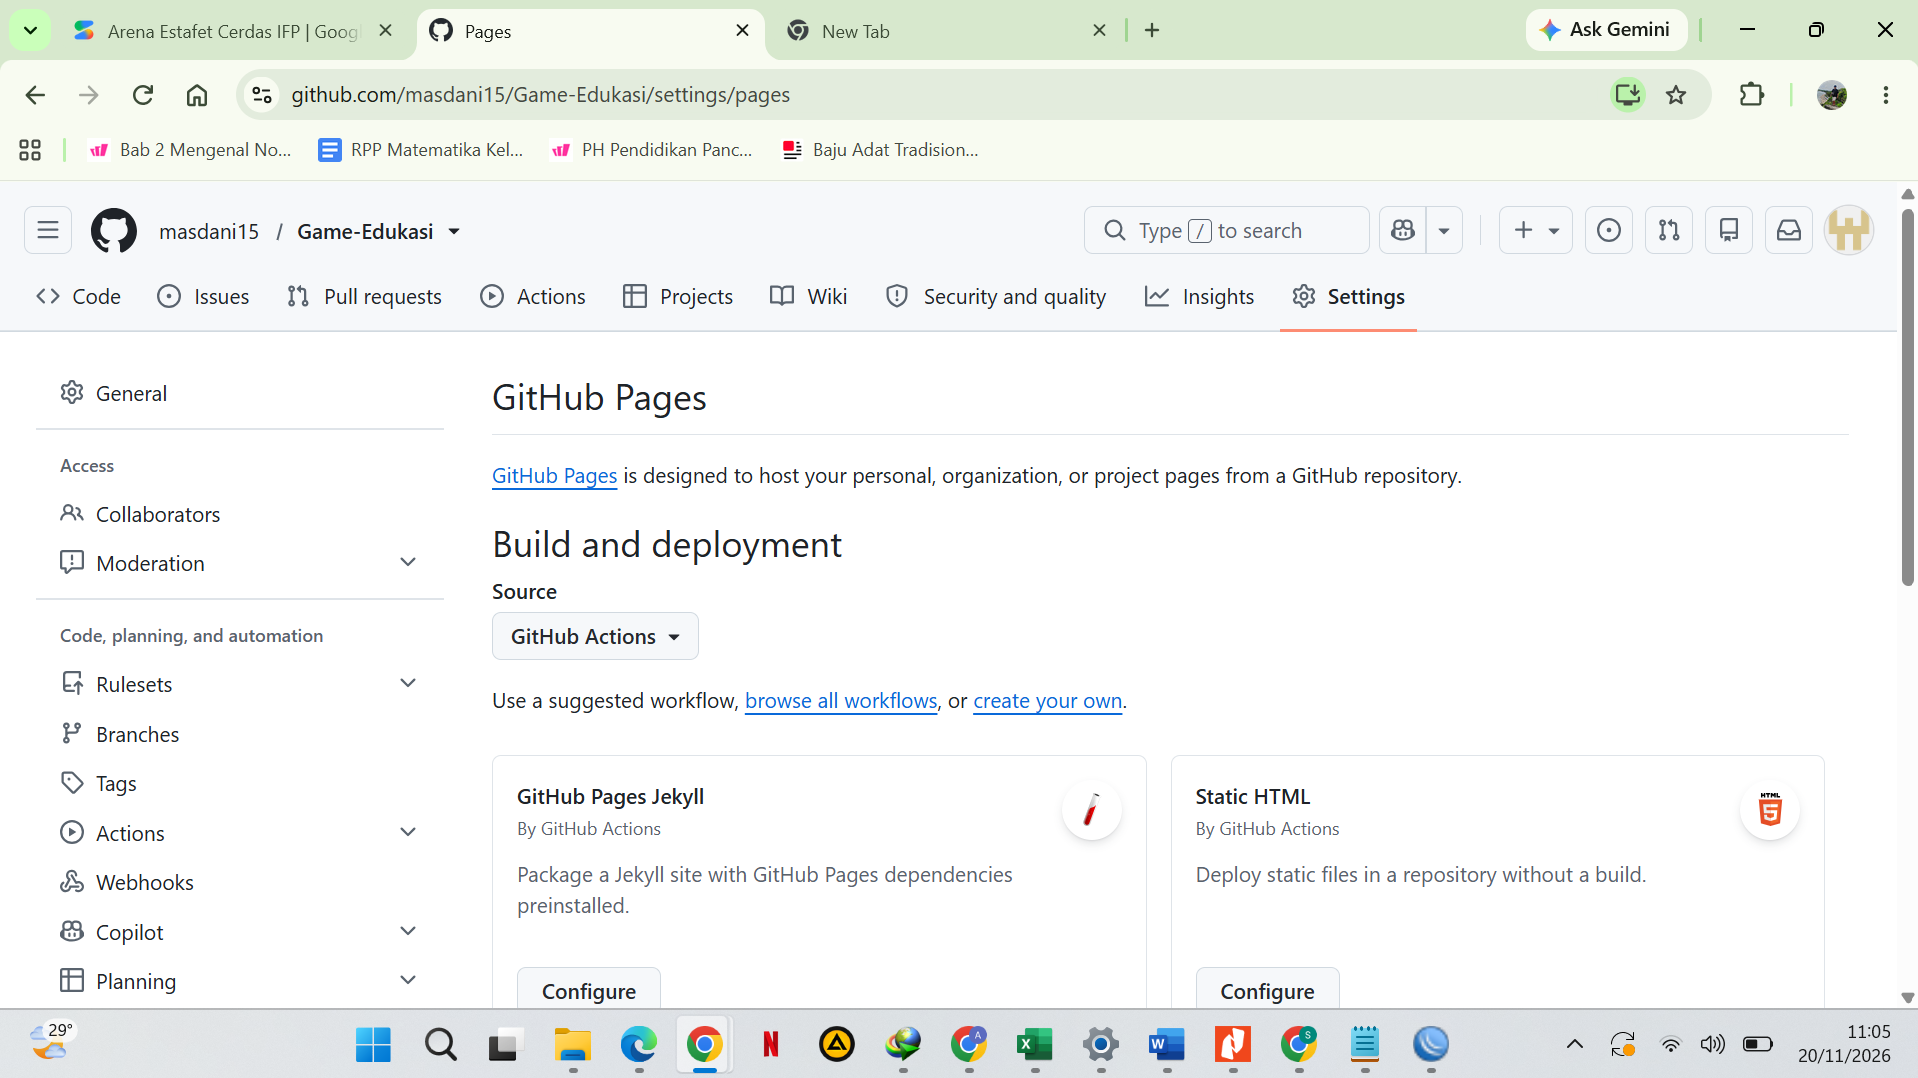 Arena Estafet Cerdas IFP | Goog
Pages
New Tab
Ask Gemini
github.com/masdani15/Game-Edukasi/settings/pages
Bab 2 Mengenal No...
RPP Matematika Kel...
PH Pendidikan Panc...
Baju Adat Tradision...
masdani15 / Game-Edukasi
Type / to search
Code
Issues
Pull requests
Actions
Projects
Wiki
Security and quality
Insights
Settings
General
Access
Collaborators
Moderation
Code, planning, and automation
Rulesets
Branches
Tags
Actions
Webhooks
Copilot
Planning
GitHub Pages
GitHub Pages is designed to host your personal, organization, or project pages from a GitHub repository.
Build and deployment
Source
GitHub Actions
Use a suggested workflow, browse all workflows, or create your own.
GitHub Pages Jekyll
By GitHub Actions
Package a Jekyll site with GitHub Pages dependencies
preinstalled.
Configure
Static HTML
By GitHub Actions
Deploy static files in a repository without a build.
HTML
5
Configure
29°
N
A
X
W
S
11:05
20/11/2026